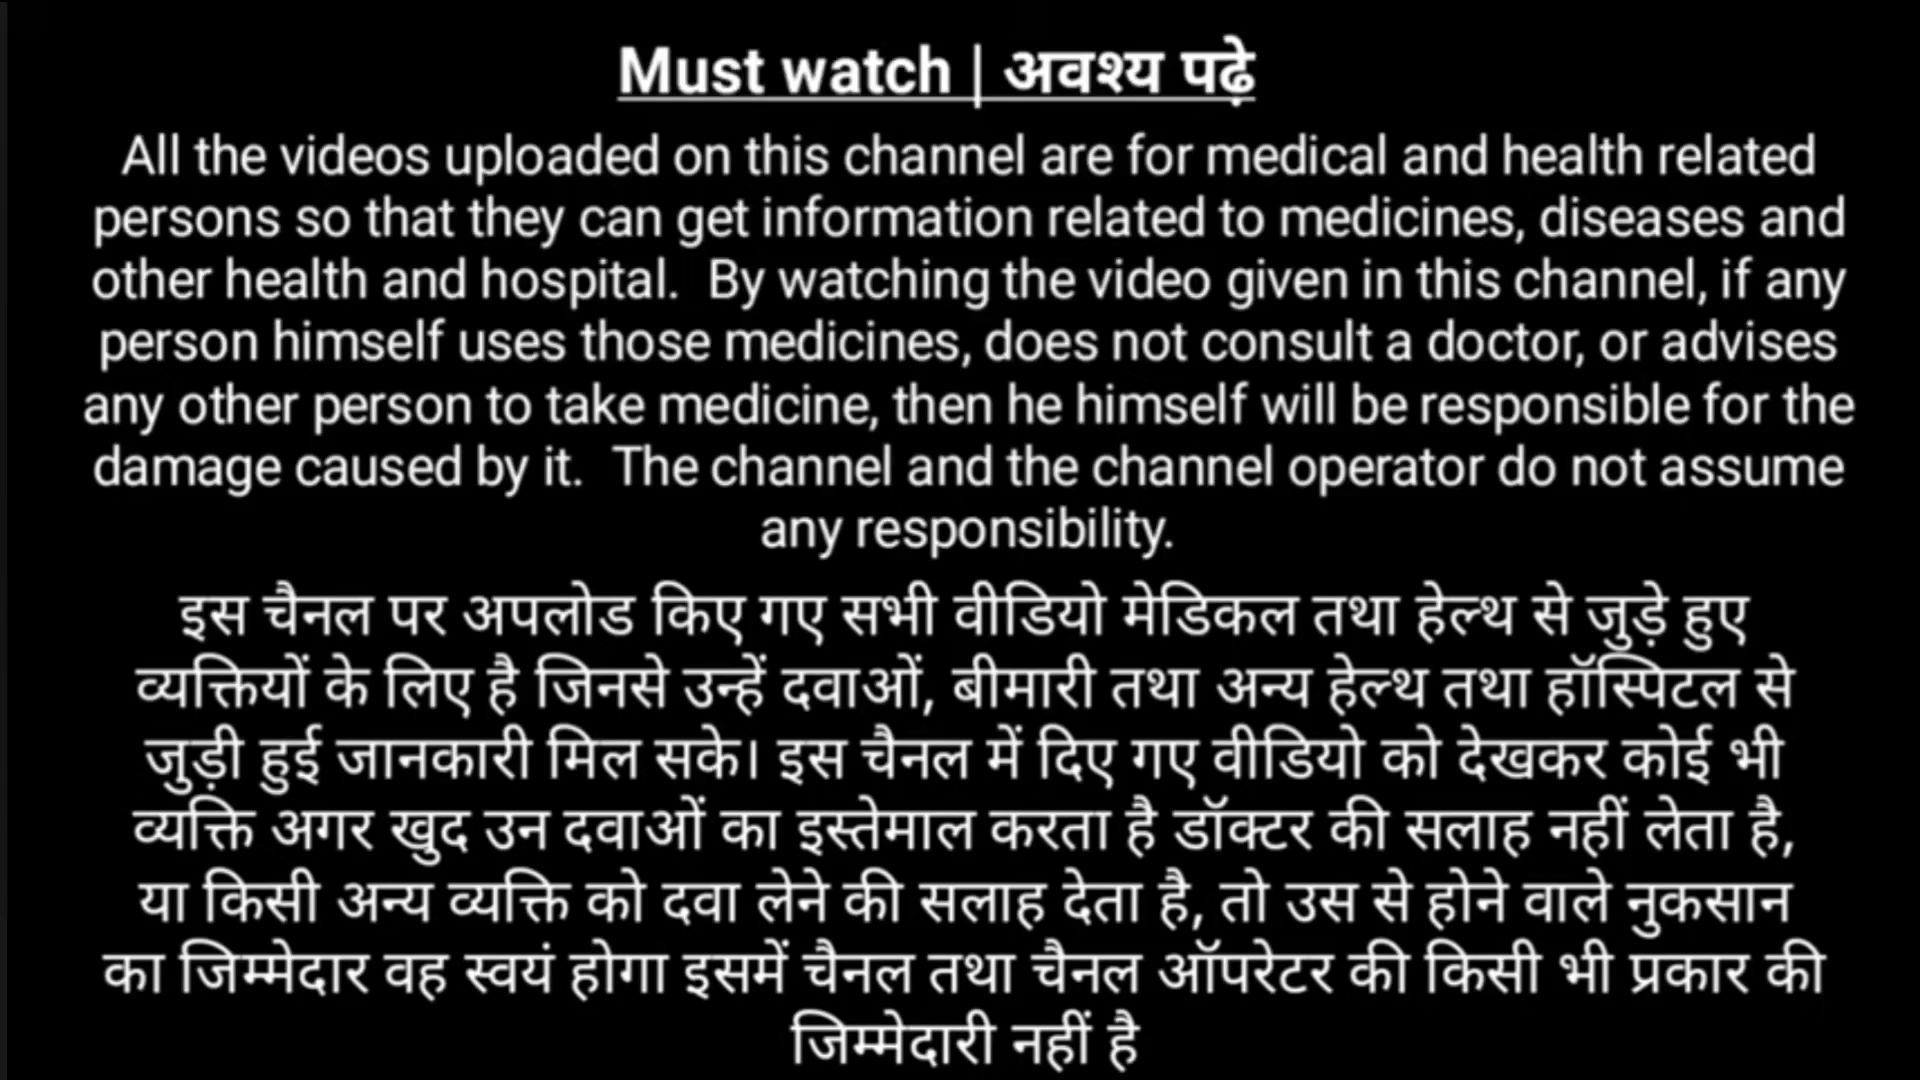 Must watch | अवश्य पढ़े
All the videos uploaded on this channel are for medical and health related
persons so that they can get information related to medicines, diseases and
other health and hospital. By watching the video given in this channel, if any
person himself uses those medicines, does not consult a doctor, or advises
any other person to take medicine, then he himself will be responsible for the
damage caused by it. The channel and the channel operator do not assume
any responsibility.
इस चैनल पर अपलोड किए गए सभी वीडियो मेडिकल तथा हेल्थ से जुड़े हुए
व्यक्तियों के लिए है जिनसे उन्हें दवाओं, बीमारी तथा अन्य हेल्थ तथा हॉस्पिटल से
जुड़ी हुई जानकारी मिल सके। इस चैनल में दिए गए वीडियो को देखकर कोई भी
व्यक्ति अगर खुद उन दवाओं का इस्तेमाल करता है डॉक्टर की सलाह नहीं लेता है,
या किसी अन्य व्यक्ति को दवा लेने की सलाह देता है, तो उस से होने वाले नुकसान
का जिम्मेदार वह स्वयं होगा इसमें चैनल तथा चैनल ऑपरेटर की किसी भी प्रकार की
जिम्मेदारी नहीं है